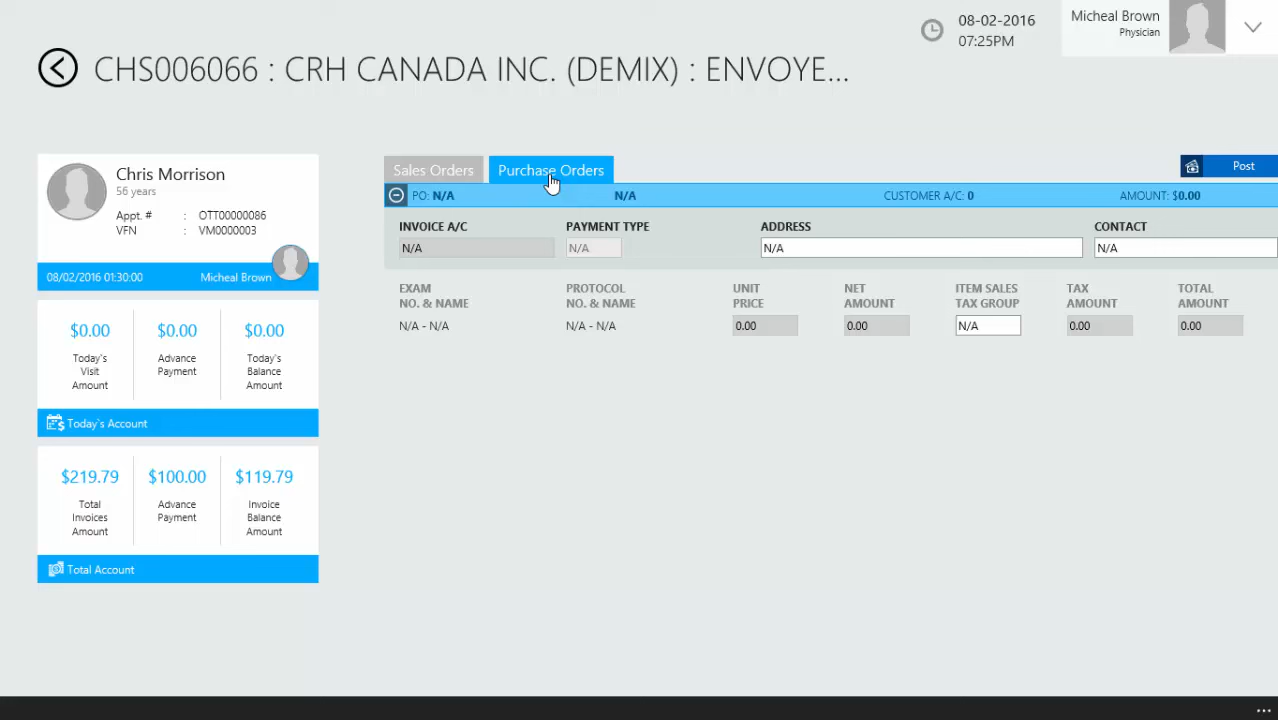 08-02-2016
07:25PM
Micheal Brown
Physician
CHS006066 : CRH CANADA INC. (DEMIX) : ENVOYE...
Chris Morrison
56 years
Appt. # : OTT00000086
VFN : VM0000003
08/02/2016 01:30:00 Micheal Brown
$0.00 $0.00 $0.00
Today's Advance Today's
Visit Payment Balance
Amount Amount
Today`s Account
$219.79 $100.00 $119.79
Total Advance Invoice
Invoices Payment Balance
Amount Amount
Total Account
Sales Orders Purchase Orders Post
PO: N/A N/A CUSTOMER A/C: 0 AMOUNT: $0.00
INVOICE A/C PAYMENT TYPE ADDRESS CONTACT
N/A N/A N/A N/A
EXAM PROTOCOL UNIT NET ITEM SALES TAX TOTAL
NO. & NAME NO. & NAME PRICE AMOUNT TAX GROUP AMOUNT AMOUNT
N/A - N/A N/A - N/A 0.00 0.00 N/A 0.00 0.00
...